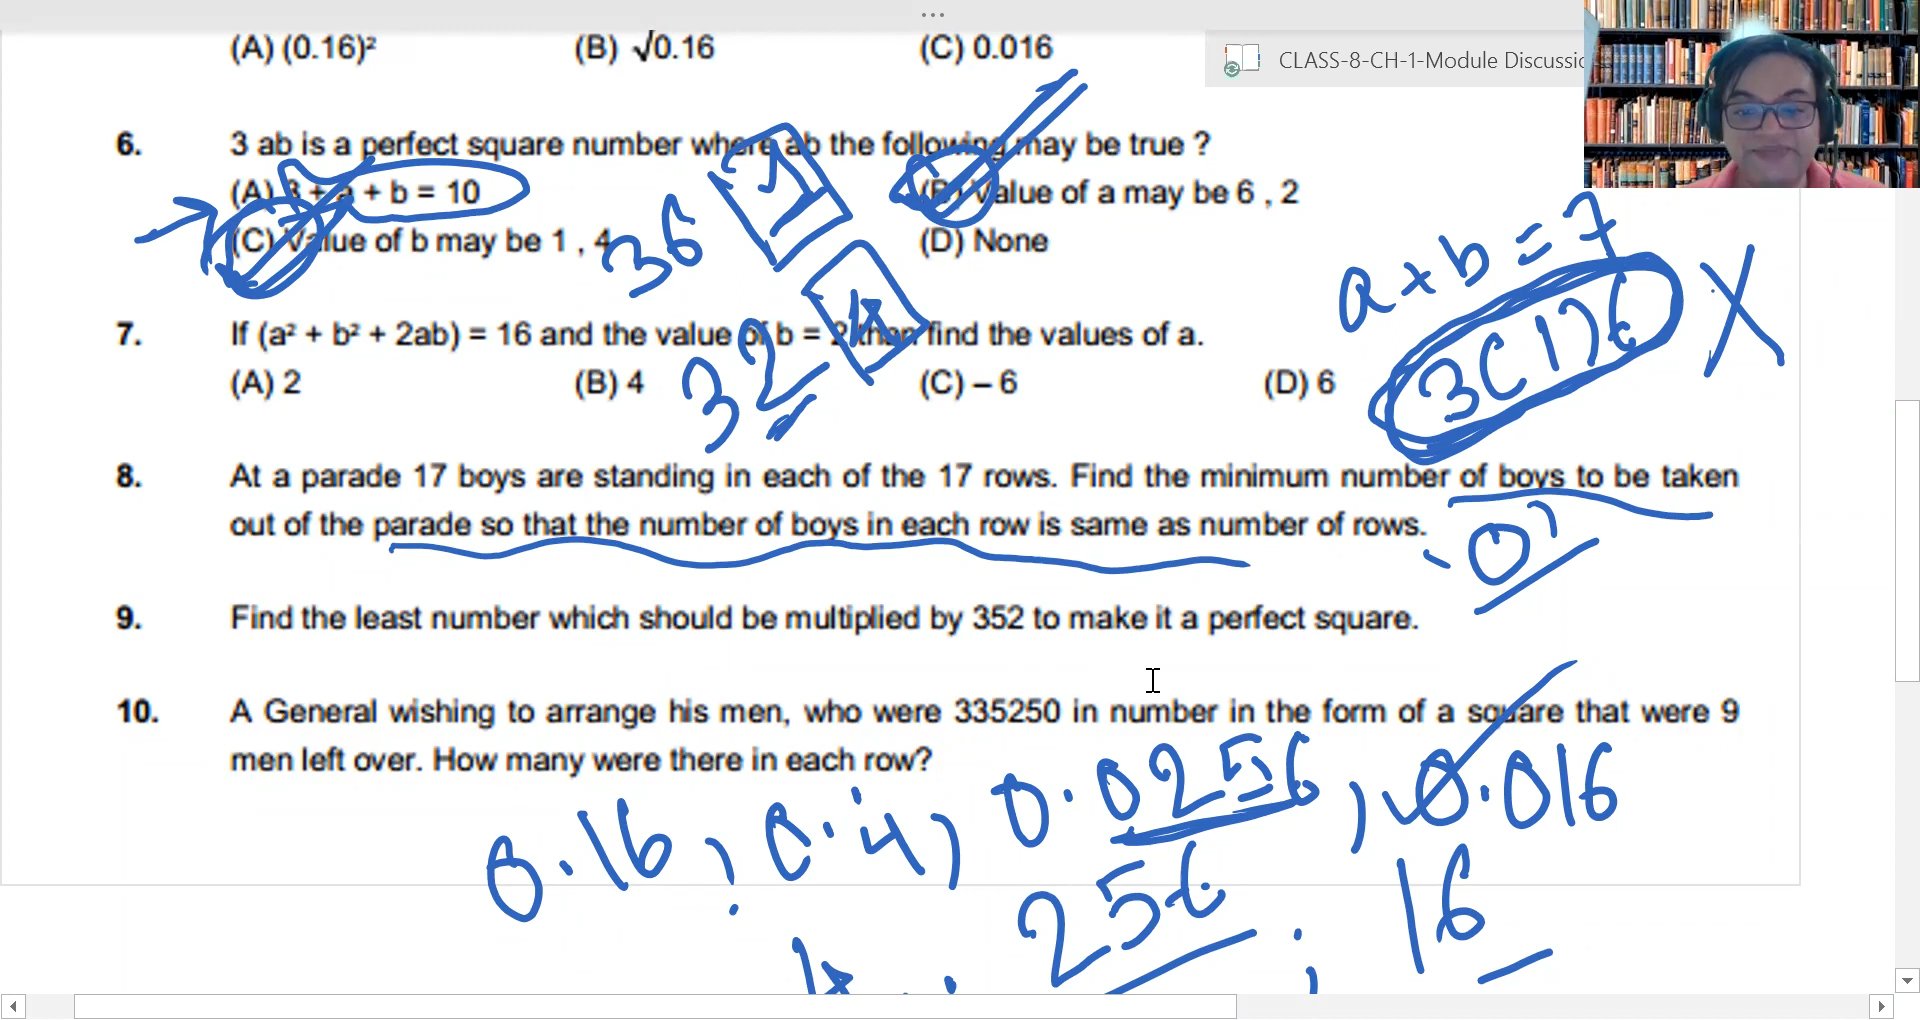 (A) (0.16)² (B) √0.16 (C) 0.016
CLASS-8-CH-1-Module Discussio
6. 3 ab is a perfect square number where ab the following may be true ?
(A) 3 + a + b = 10 (B) Value of a may be 6 , 2
(C) Value of b may be 1 , 4 (D) None
36 1
324
a + b = 7
3(1)6 X
7. If (a² + b² + 2ab) = 16 and the value of b = 2 then find the values of a.
(A) 2 (B) 4 (C) – 6 (D) 6
8. At a parade 17 boys are standing in each of the 17 rows. Find the minimum number of boys to be taken
out of the parade so that the number of boys in each row is same as number of rows.
9. Find the least number which should be multiplied by 352 to make it a perfect square.
10. A General wishing to arrange his men, who were 335250 in number in the form of a square that were 9
men left over. How many were there in each row?
0.16 , 0.4 , 0.0256 , 0.016
256 ; 16